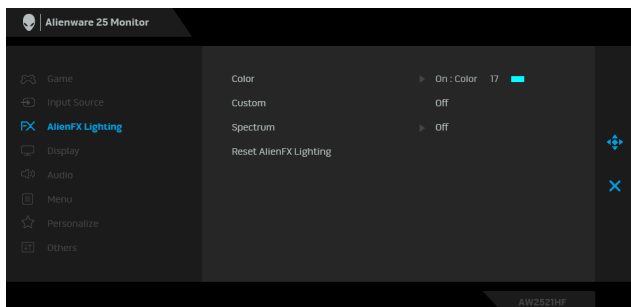 Alienware 25 Monitor
Game
Input Source
AlienFX Lighting
Display
Audio
Menu
Personalize
Others
Color On : Color 17
Custom Off
Spectrum Off
Reset AlienFX Lighting
AW2521HF